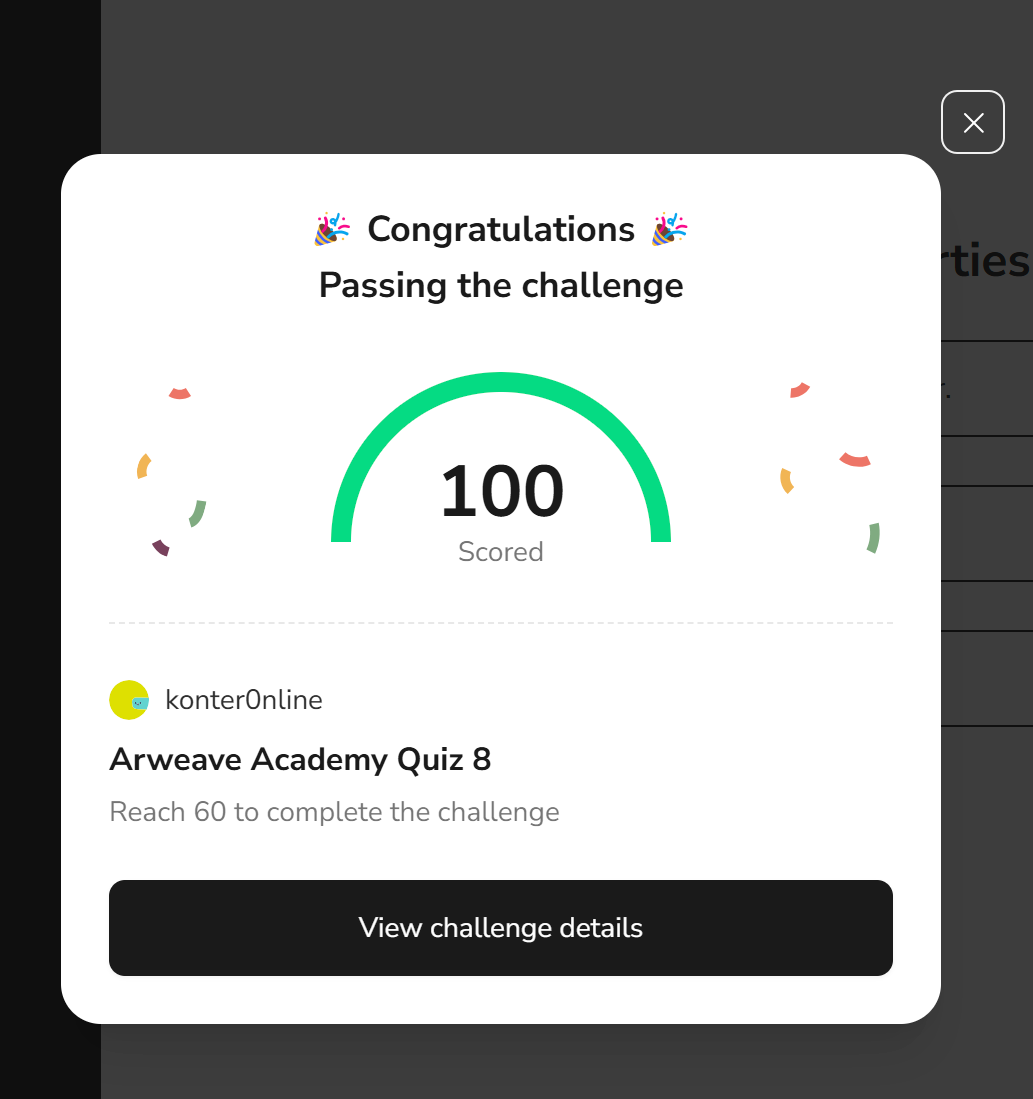 🎉 Congratulations 🎉
Passing the challenge
100
Scored
konter0nline
Arweave Academy Quiz 8
Reach 60 to complete the challenge
View challenge details